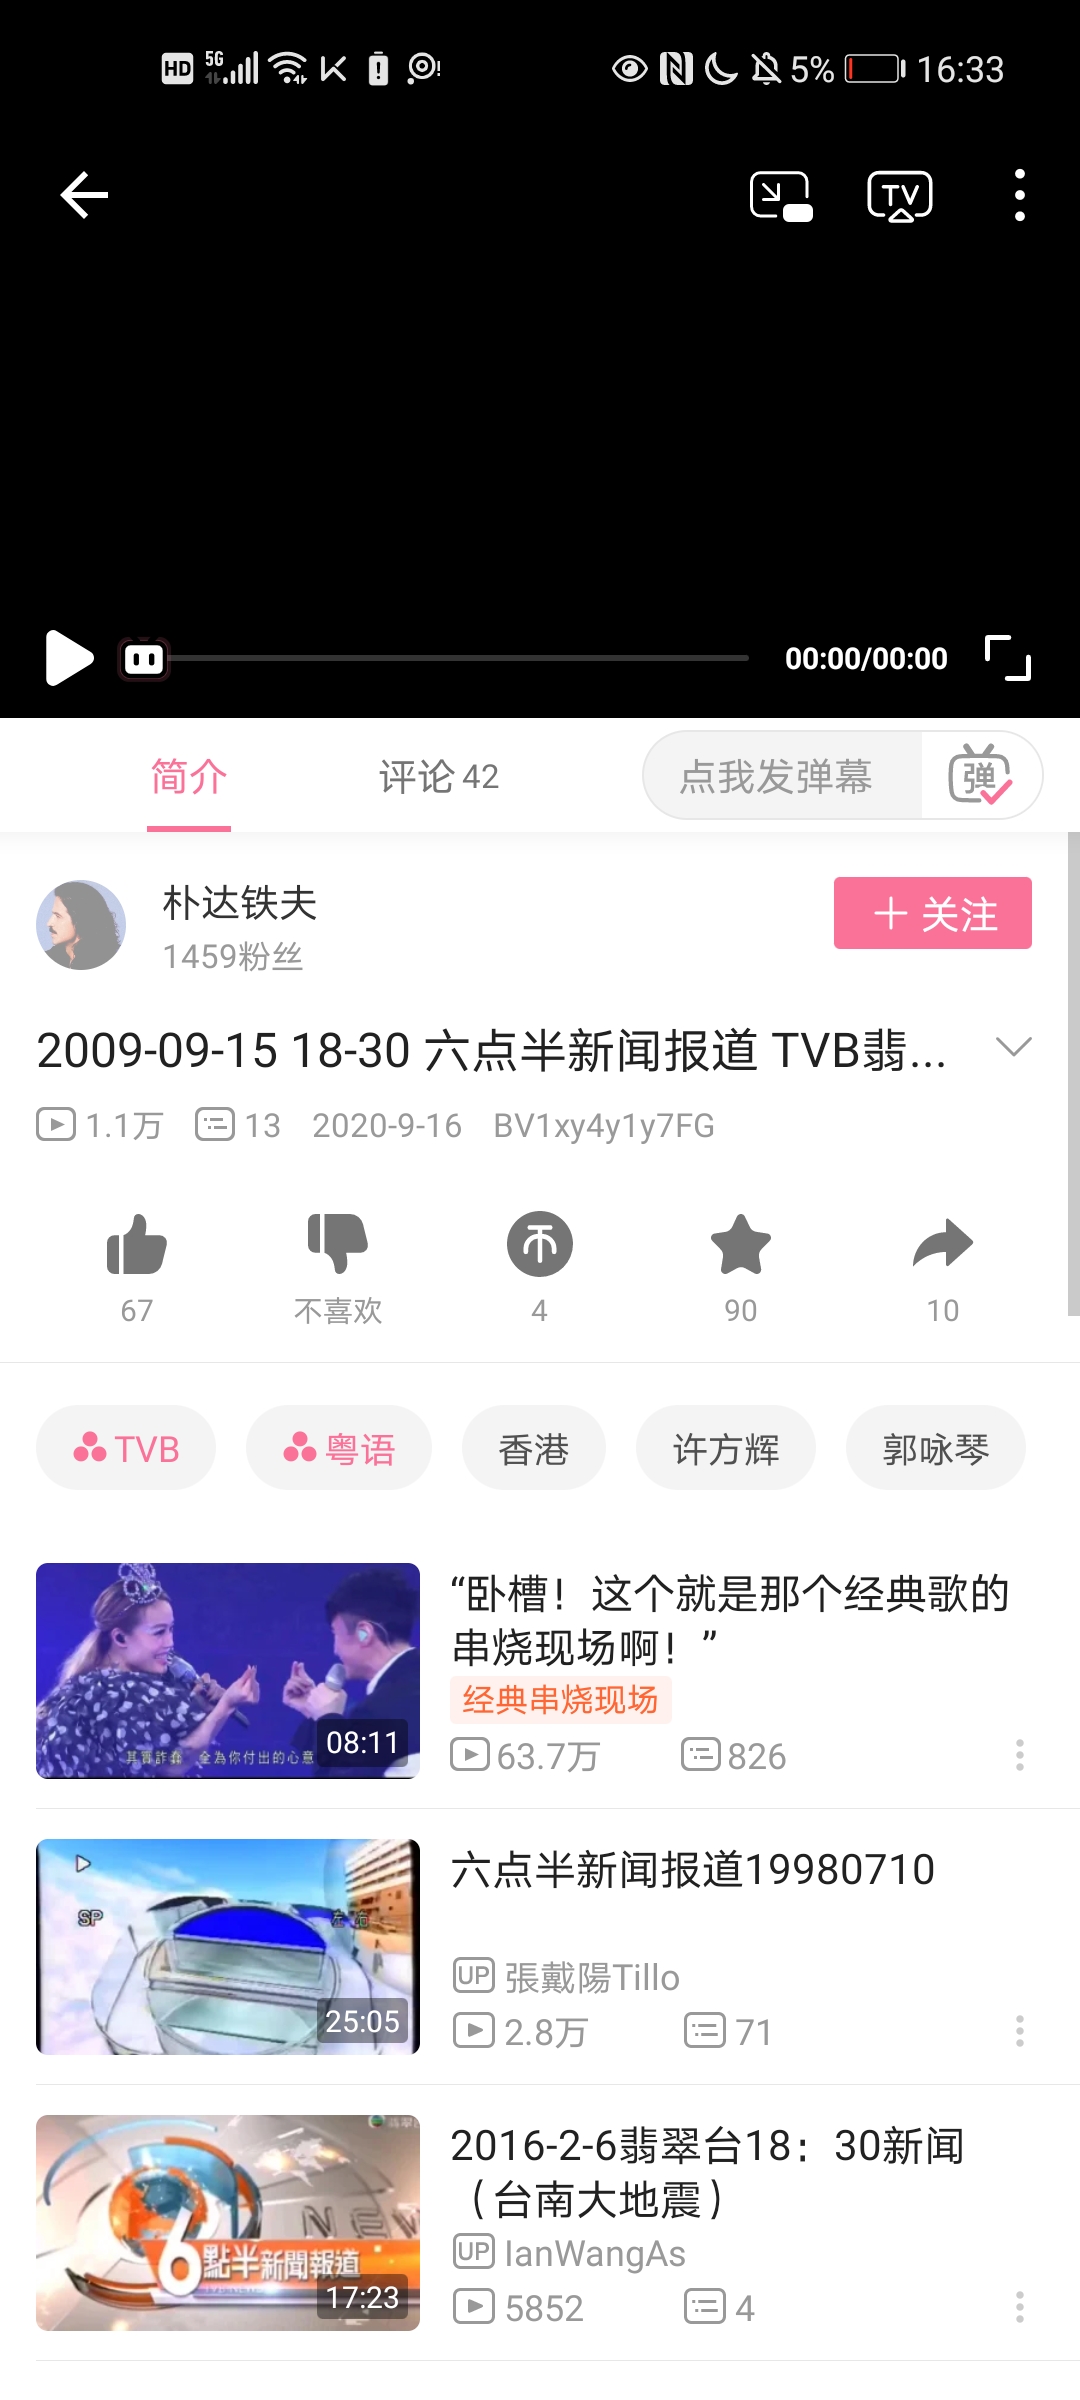 HD 5G 5% 16:33
TV
00:00/00:00
简介 评论 42 点我发弹幕 弹
朴达铁夫
1459粉丝
＋ 关注
2009-09-15 18-30 六点半新闻报道 TVB翡...
1.1万 13 2020-9-16 BV1xy4y1y7FG
67 不喜欢 4 90 10
TVB 粤语 香港 许方辉 郭咏琴
“卧槽！这个就是那个经典歌的
串烧现场啊！”
经典串烧现场
63.7万 826
全為你付出的心意
08:11
六点半新闻报道19980710
SP
25:05
UP 張戴陽Tillo
2.8万 71
2016-2-6翡翠台18：30新闻
（台南大地震）
NEW
6點半新聞報道
17:23
UP IanWangAs
5852 4